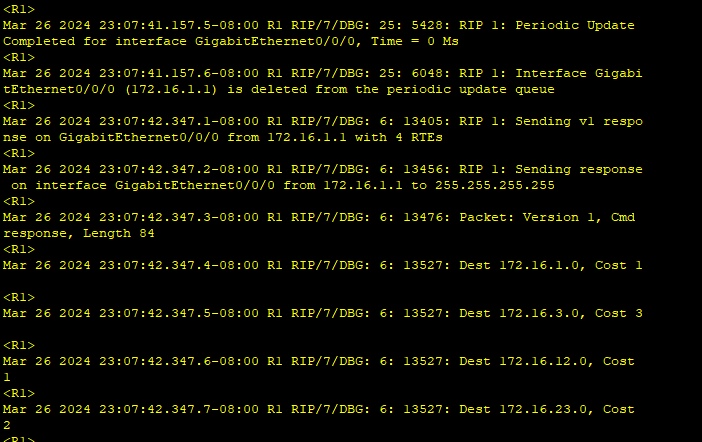 <R1>
Mar 26 2024 23:07:41.157.5-08:00 R1 RIP/7/DBG: 25: 5428: RIP 1: Periodic Update
Completed for interface GigabitEthernet0/0/0, Time = 0 Ms
<R1>
Mar 26 2024 23:07:41.157.6-08:00 R1 RIP/7/DBG: 25: 6048: RIP 1: Interface Gigabi
tEthernet0/0/0 (172.16.1.1) is deleted from the periodic update queue
<R1>
Mar 26 2024 23:07:42.347.1-08:00 R1 RIP/7/DBG: 6: 13405: RIP 1: Sending v1 respo
nse on GigabitEthernet0/0/0 from 172.16.1.1 with 4 RTEs
<R1>
Mar 26 2024 23:07:42.347.2-08:00 R1 RIP/7/DBG: 6: 13456: RIP 1: Sending response
 on interface GigabitEthernet0/0/0 from 172.16.1.1 to 255.255.255.255
<R1>
Mar 26 2024 23:07:42.347.3-08:00 R1 RIP/7/DBG: 6: 13476: Packet: Version 1, Cmd
response, Length 84
<R1>
Mar 26 2024 23:07:42.347.4-08:00 R1 RIP/7/DBG: 6: 13527: Dest 172.16.1.0, Cost 1
<R1>
Mar 26 2024 23:07:42.347.5-08:00 R1 RIP/7/DBG: 6: 13527: Dest 172.16.3.0, Cost 3
<R1>
Mar 26 2024 23:07:42.347.6-08:00 R1 RIP/7/DBG: 6: 13527: Dest 172.16.12.0, Cost
1
<R1>
Mar 26 2024 23:07:42.347.7-08:00 R1 RIP/7/DBG: 6: 13527: Dest 172.16.23.0, Cost
2
<R1>